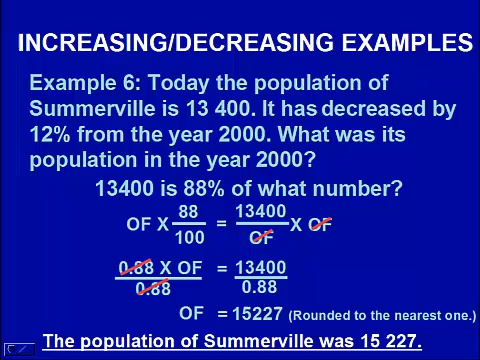 INCREASING/DECREASING EXAMPLES
Example 6: Today the population of
Summerville is 13 400. It has decreased by
12% from the year 2000. What was its
population in the year 2000?
13400 is 88% of what number?
OF X 88/100 = 13400/OF X OF
0.88 X OF/0.88 = 13400/0.88
OF = 15227 (Rounded to the nearest one.)
The population of Summerville was 15 227.